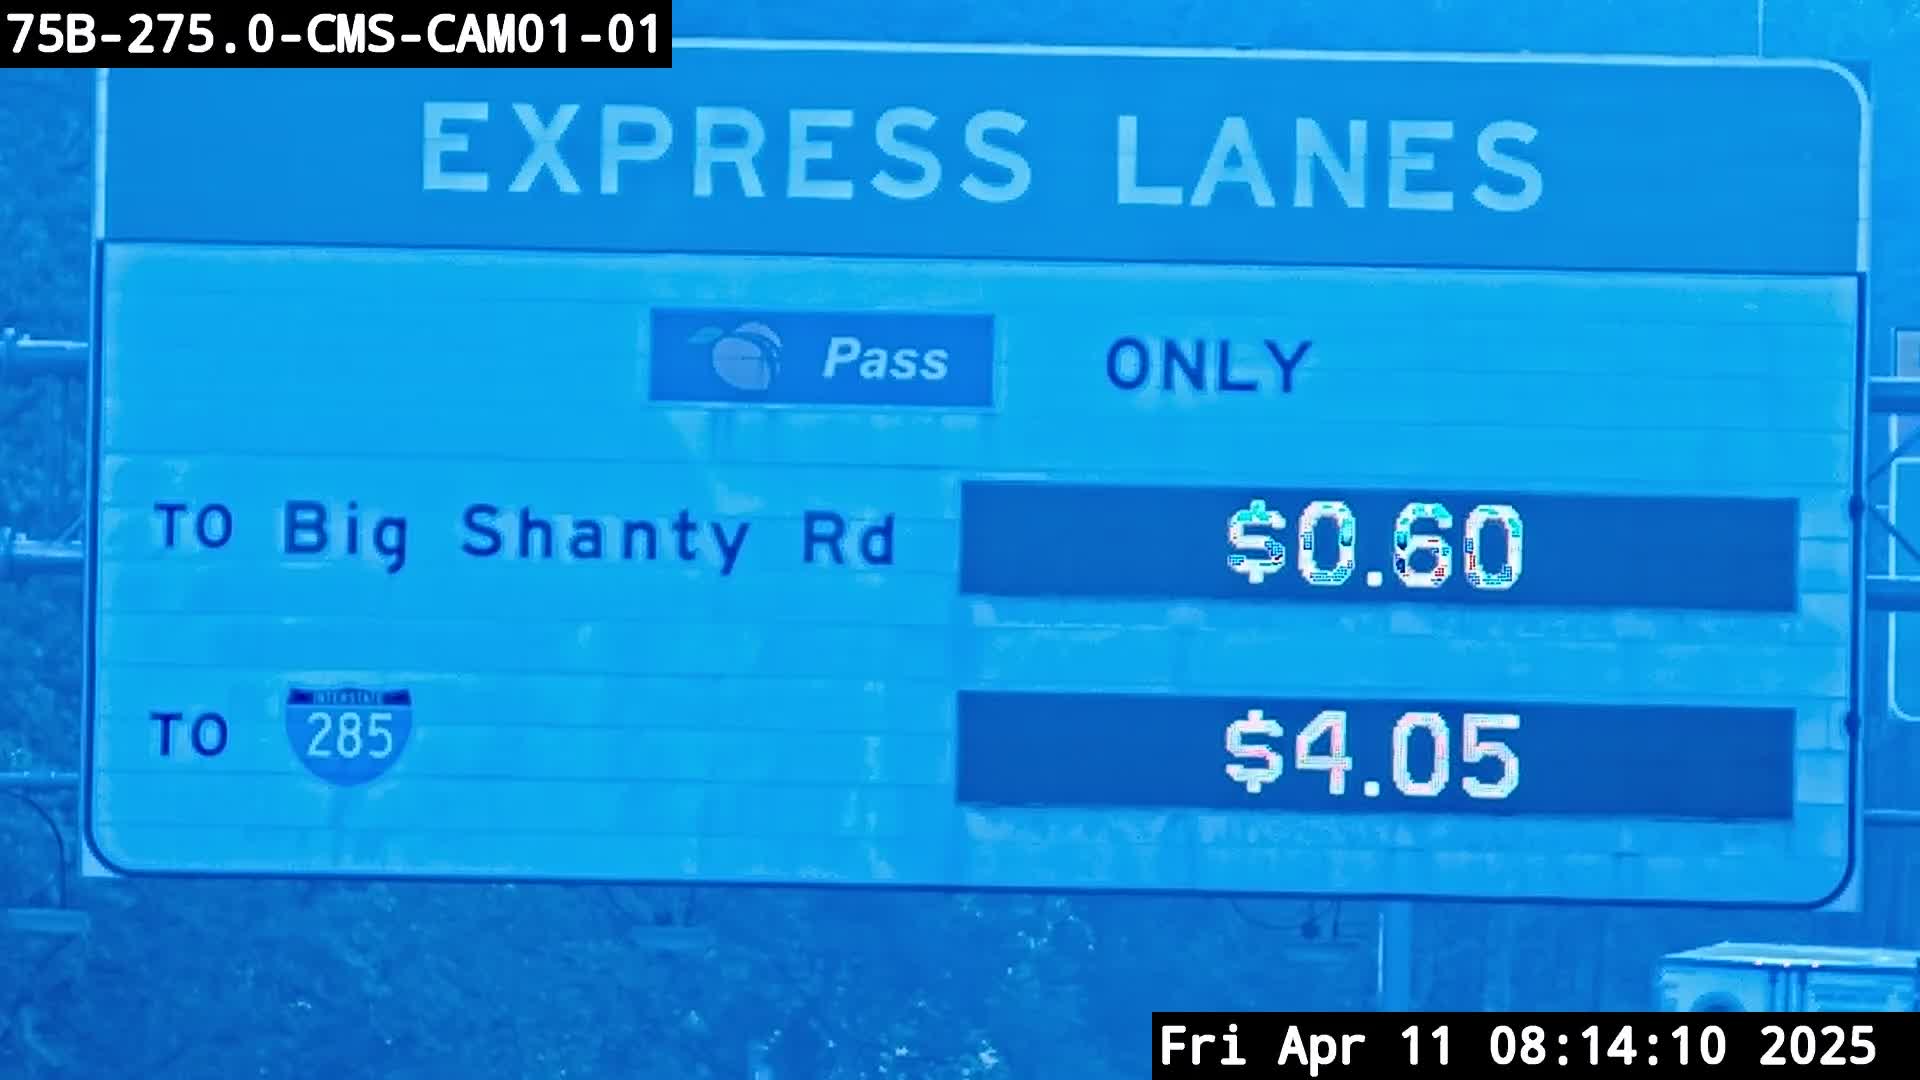 75B-275.0-CMS-CAM01-01
EXPRESS LANES
Pass ONLY
TO Big Shanty Rd $0.60
TO INTERSTATE 285 $4.05
Fri Apr 11 08:14:10 2025